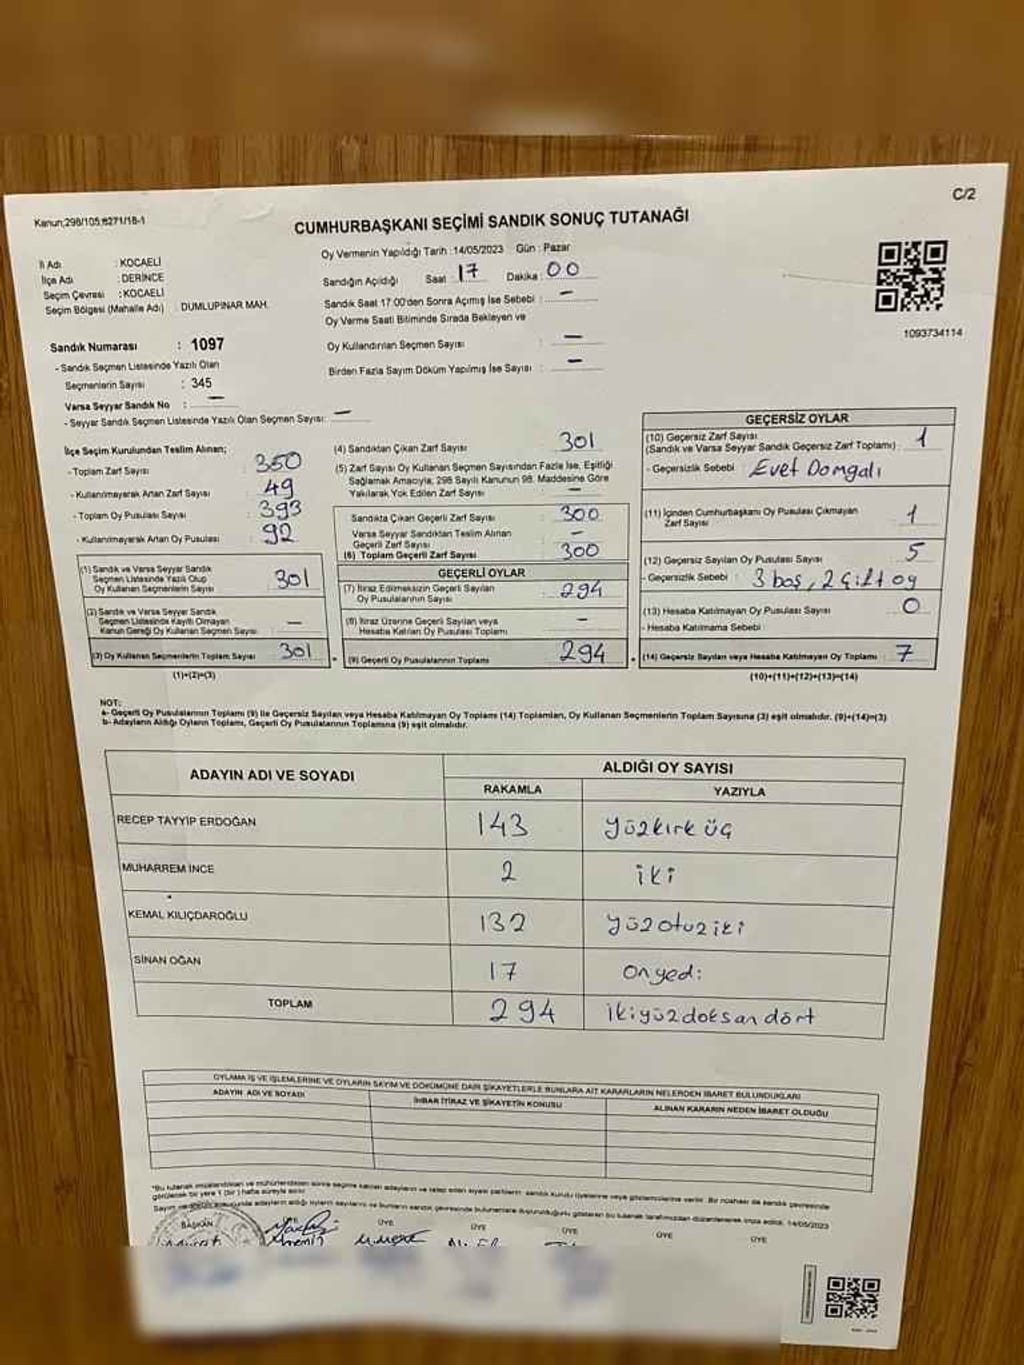 C/2
Kanun;298/105;6271/18-1
CUMHURBAŞKANI SEÇİMİ SANDIK SONUÇ TUTANAĞI
İl Adı : KOCAELİ
İlçe Adı : DERİNCE
Seçim Çevresi : KOCAELİ
Seçim Bölgesi (Mahalle Adı) : DUMLUPINAR MAH.
Oy Vermenin Yapıldığı Tarih : 14/05/2023 Gün : Pazar
Sandığın Açıldığı Saat 17 Dakika : 00
Sandık Saat 17:00'den Sonra Açmış İse Sebebi : —
Oy Verme Saati Bitiminde Sırada Bekleyen ve
Oy Kullandırılan Seçmen Sayısı : —
Birden Fazla Sayım Döküm Yapılmış İse Sayısı : —
1093734114
Sandık Numarası : 1097
- Sandık Seçmen Listesinde Yazılı Olan
Seçmenlerin Sayısı : 345
Varsa Seyyar Sandık No : —
- Seyyar Sandık Seçmen Listesinde Yazılı Olan Seçmen Sayısı: —
İlçe Seçim Kurulundan Teslim Alınan;
- Toplam Zarf Sayısı : 350
- Kullanılmayarak Artan Zarf Sayısı : 49
- Toplam Oy Pusulası Sayısı : 393
- Kullanılmayarak Artan Oy Pusulası : 92
(1) Sandık ve Varsa Seyyar Sandık
Seçmen Listesinde Yazılı Olup
Oy Kullanan Seçmenlerin Sayısı : 301
(2) Sandık ve Varsa Seyyar Sandık
Seçmen Listesinde Kayıtlı Olmayan
Kanun Gereği Oy Kullanan Seçmen Sayısı : —
(3) Oy Kullanan Seçmenlerin Toplam Sayısı : 301
(1)+(2)=(3)
(4) Sandıktan Çıkan Zarf Sayısı : 301
(5) Zarf Sayısı Oy Kullanan Seçmen Sayısından Fazla İse, Eşitliği
Sağlamak Amacıyla, 298 Sayılı Kanunun 98. Maddesine Göre
Yakılarak Yok Edilen Zarf Sayısı : —
Sandıkta Çıkan Geçerli Zarf Sayısı : 300
Varsa Seyyar Sandıktan Teslim Alınan
Geçerli Zarf Sayısı : —
(6) Toplam Geçerli Zarf Sayısı : 300
GEÇERLİ OYLAR
(7) İtiraz Edilmeksizin Geçerli Sayılan
Oy Pusulalarının Sayısı : 294
(8) İtiraz Üzerine Geçerli Sayılan veya
Hesaba Katılan Oy Pusulası Toplamı : —
(9) Geçerli Oy Pusulalarının Toplamı : 294
GEÇERSİZ OYLAR
(10) Geçersiz Zarf Sayısı
(Sandık ve Varsa Seyyar Sandık Geçersiz Zarf Toplamı) : 1
- Geçersizlik Sebebi : Evet Domgalı
(11) İçinden Cumhurbaşkanı Oy Pusulası Çıkmayan
Zarf Sayısı : 1
(12) Geçersiz Sayılan Oy Pusulası Sayısı : 5
- Geçersizlik Sebebi : 3 boş, 2 çift oy
(13) Hesaba Katılmayan Oy Pusulası Sayısı : 0
- Hesaba Katılmama Sebebi :
(14) Geçersiz Sayılan veya Hesaba Katılmayan Oy Toplamı : 7
(10)+(11)+(12)+(13)=(14)
NOT:
a- Geçerli Oy Pusulalarının Toplamı (9) ile Geçersiz Sayılan veya Hesaba Katılmayan Oy Toplamı (14) Toplamları, Oy Kullanan Seçmenlerin Toplam Sayısına (3) eşit olmalıdır. (9)+(14)=(3)
b- Adayların Aldığı Oyların Toplamı, Geçerli Oy Pusulalarının Toplamına (9) eşit olmalıdır.
ADAYIN ADI VE SOYADI ALDIĞI OY SAYISI
RAKAMLA YAZIYLA
RECEP TAYYİP ERDOĞAN 143 yüzkırk üç
MUHARREM İNCE 2 iki
KEMAL KILIÇDAROĞLU 132 yüzotuziki
SİNAN OĞAN 17 onyedi
TOPLAM 294 ikiyüzdoksan dört
OYLAMA İŞ VE İŞLEMLERİNE VE OYLARIN SAYIM VE DÖKÜMÜNE DAİR ŞİKAYETLERLE BUNLARA AİT KARARLARIN NELERDEN İBARET BULUNDUKLARI
ADAYIN ADI VE SOYADI İHBAR İTİRAZ VE ŞİKAYETİN KONUSU ALINAN KARARIN NEDEN İBARET OLDUĞU
BAŞKAN ÜYE ÜYE ÜYE ÜYE ÜYE